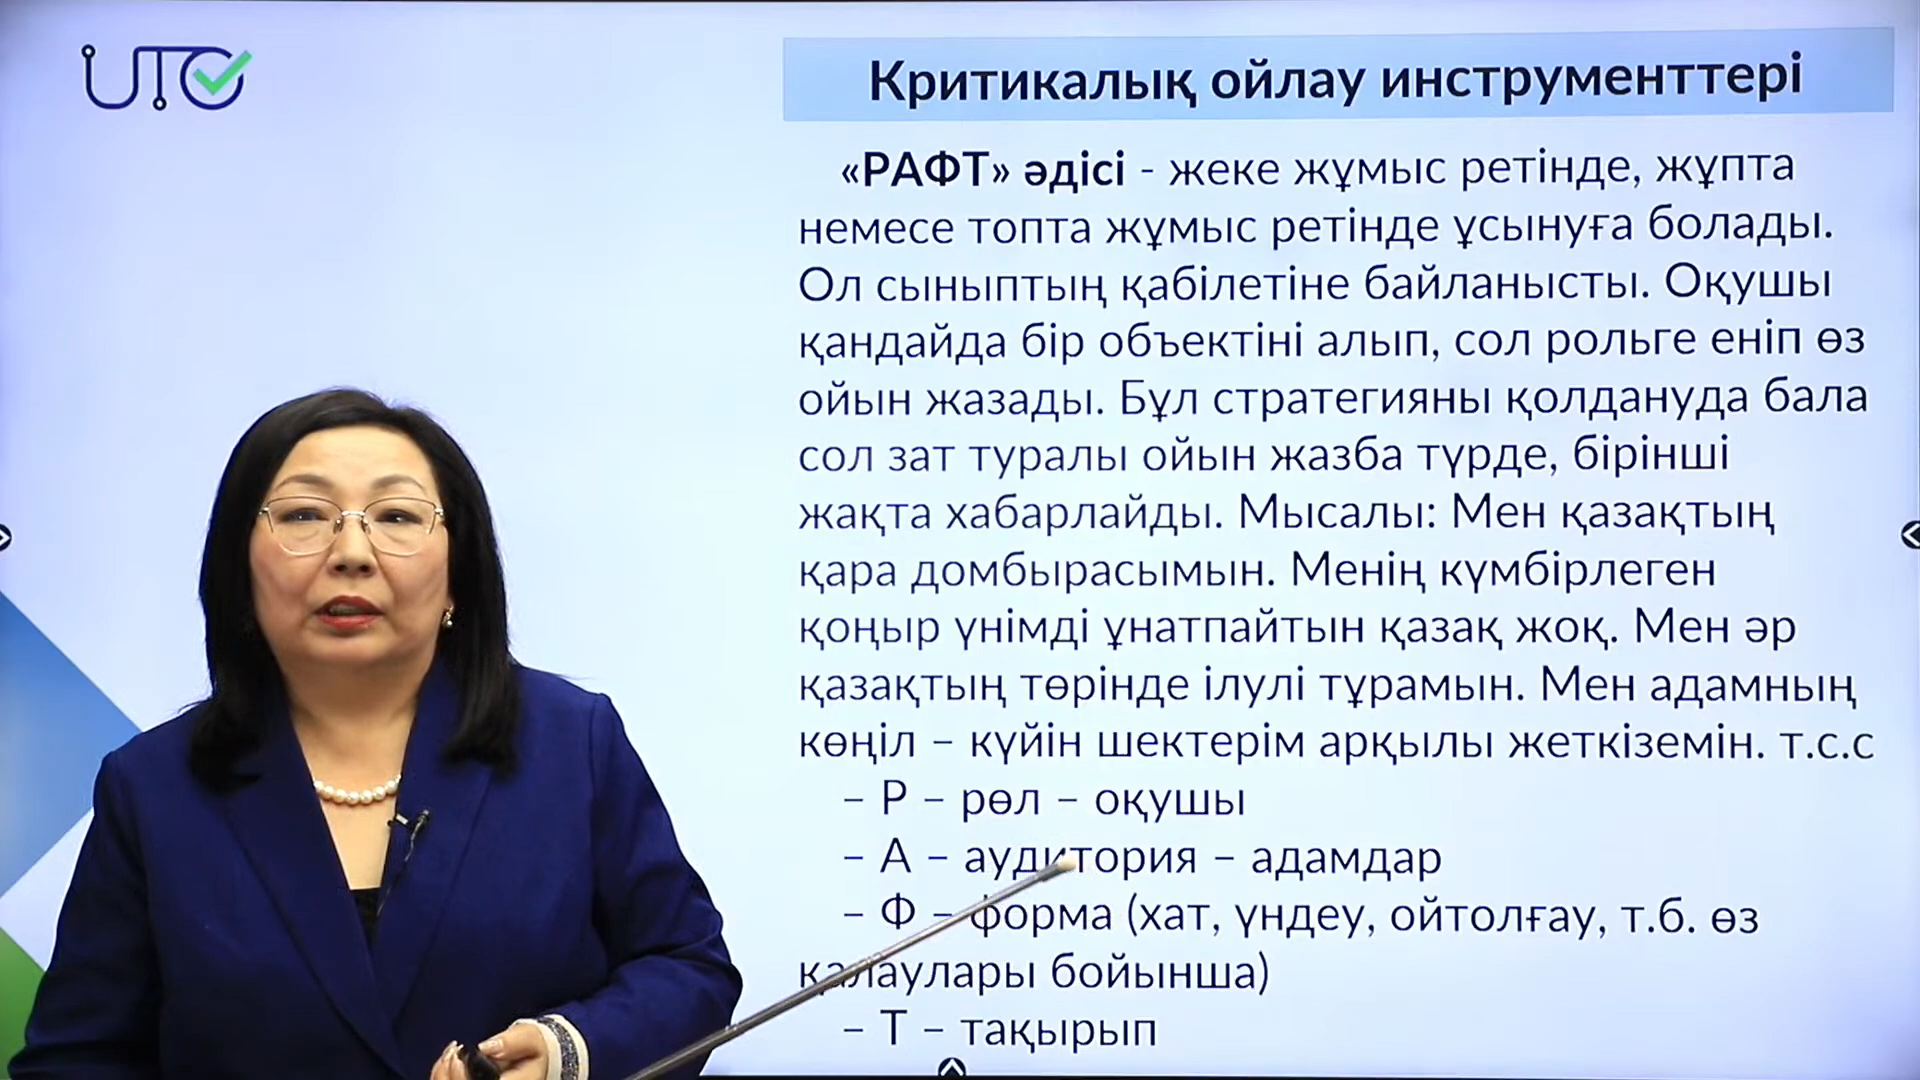 UTO
Критикалық ойлау инструменттері
«РАФТ» әдісі - жеке жұмыс ретінде, жұпта
немесе топта жұмыс ретінде ұсынуға болады.
Ол сыныптың қабілетіне байланысты. Оқушы
қандайда бір объектіні алып, сол рольге еніп өз
ойын жазады. Бұл стратегияны қолдануда бала
сол зат туралы ойын жазба түрде, бірінші
жақта хабарлайды. Мысалы: Мен қазақтың
қара домбырасымын. Менің күмбірлеген
қоңыр үнімді ұнатпайтын қазақ жоқ. Мен әр
қазақтың төрінде ілулі тұрамын. Мен адамның
көңіл – күйін шектерім арқылы жеткіземін. т.с.с
– Р – рөл – оқушы
– А – аудитория – адамдар
– Ф – форма (хат, үндеу, ойтолғау, т.б. өз
қалаулары бойынша)
– Т – тақырып